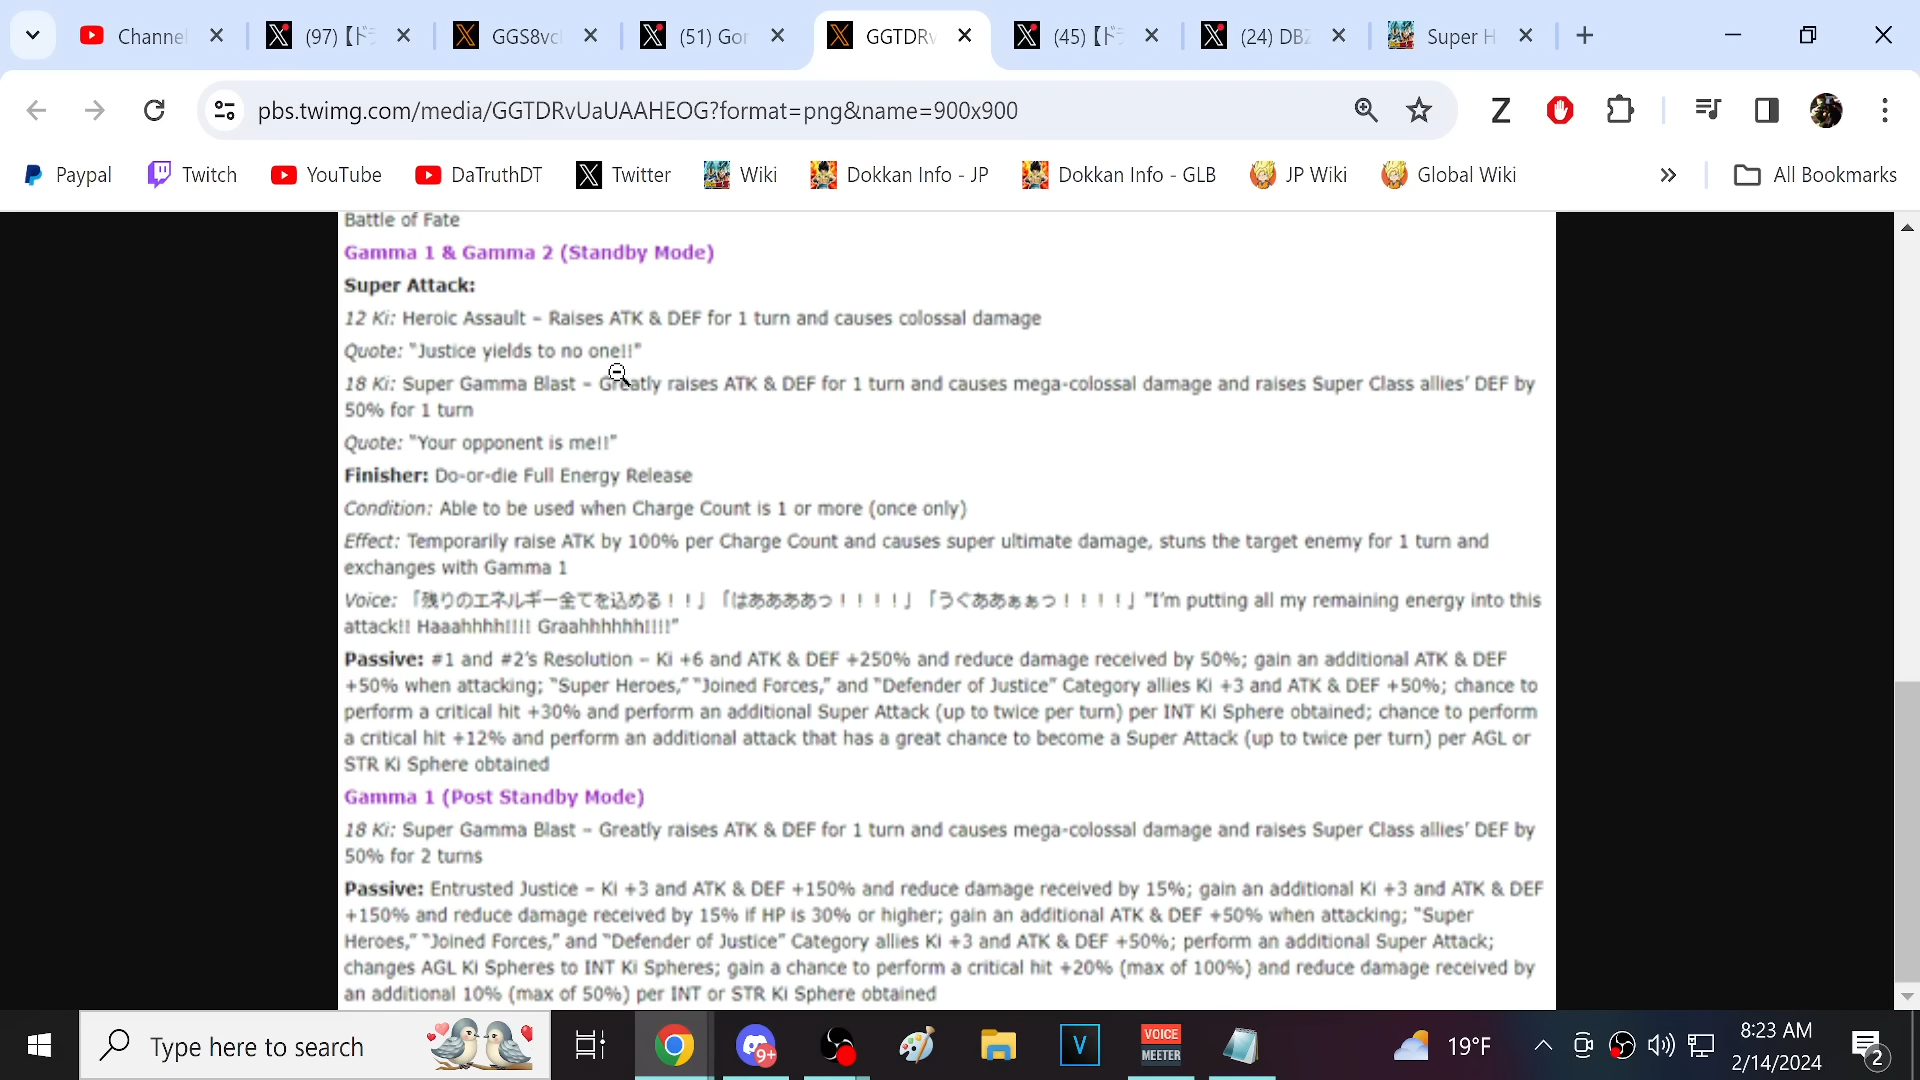 Channe
(97)【ド
GGS8vc
(51) Gor
GGTDRv
(45)【ド
(24) DBZ
Super H
pbs.twimg.com/media/GGTDRvUaUAAHEOG?format=png&name=900x900
Z
Paypal
Twitch
YouTube
DaTruthDT
Twitter
Wiki
Dokkan Info - JP
Dokkan Info - GLB
JP Wiki
Global Wiki
All Bookmarks
Battle of Fate
Gamma 1 & Gamma 2 (Standby Mode)
Super Attack:
12 Ki: Heroic Assault – Raises ATK & DEF for 1 turn and causes colossal damage
Quote: "Justice yields to no one!!"
18 Ki: Super Gamma Blast – Greatly raises ATK & DEF for 1 turn and causes mega-colossal damage and raises Super Class allies' DEF by
50% for 1 turn
Quote: "Your opponent is me!!"
Finisher: Do-or-die Full Energy Release
Condition: Able to be used when Charge Count is 1 or more (once only)
Effect: Temporarily raise ATK by 100% per Charge Count and causes super ultimate damage, stuns the target enemy for 1 turn and
exchanges with Gamma 1
Voice: 「残りのエネルギー全てを込める！！」「はああああっ！！！！」「うぐああぁぁっ！！！！」"I'm putting all my remaining energy into this
attack!! Haaahhhh!!!! Graahhhhhh!!!!"
Passive: #1 and #2's Resolution – Ki +6 and ATK & DEF +250% and reduce damage received by 50%; gain an additional ATK & DEF
+50% when attacking; "Super Heroes," "Joined Forces," and "Defender of Justice" Category allies Ki +3 and ATK & DEF +50%; chance to
perform a critical hit +30% and perform an additional Super Attack (up to twice per turn) per INT Ki Sphere obtained; chance to perform
a critical hit +12% and perform an additional attack that has a great chance to become a Super Attack (up to twice per turn) per AGL or
STR Ki Sphere obtained
Gamma 1 (Post Standby Mode)
18 Ki: Super Gamma Blast – Greatly raises ATK & DEF for 1 turn and causes mega-colossal damage and raises Super Class allies' DEF by
50% for 2 turns
Passive: Entrusted Justice – Ki +3 and ATK & DEF +150% and reduce damage received by 15%; gain an additional Ki +3 and ATK & DEF
+150% and reduce damage received by 15% if HP is 30% or higher; gain an additional ATK & DEF +50% when attacking; "Super
Heroes," "Joined Forces," and "Defender of Justice" Category allies Ki +3 and ATK & DEF +50%; perform an additional Super Attack;
changes AGL Ki Spheres to INT Ki Spheres; gain a chance to perform a critical hit +20% (max of 100%) and reduce damage received by
an additional 10% (max of 50%) per INT or STR Ki Sphere obtained
Type here to search
9+
V
VOICE
MEETER
19°F
8:23 AM
2/14/2024
2